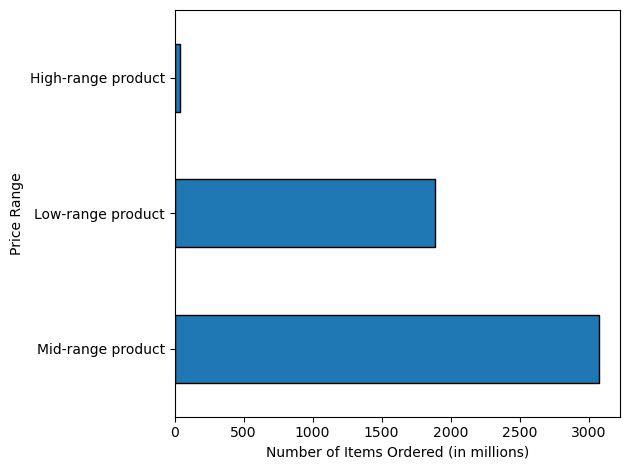 High-range product
Low-range product
Mid-range product
Price Range
0 500 1000 1500 2000 2500 3000
Number of Items Ordered (in millions)